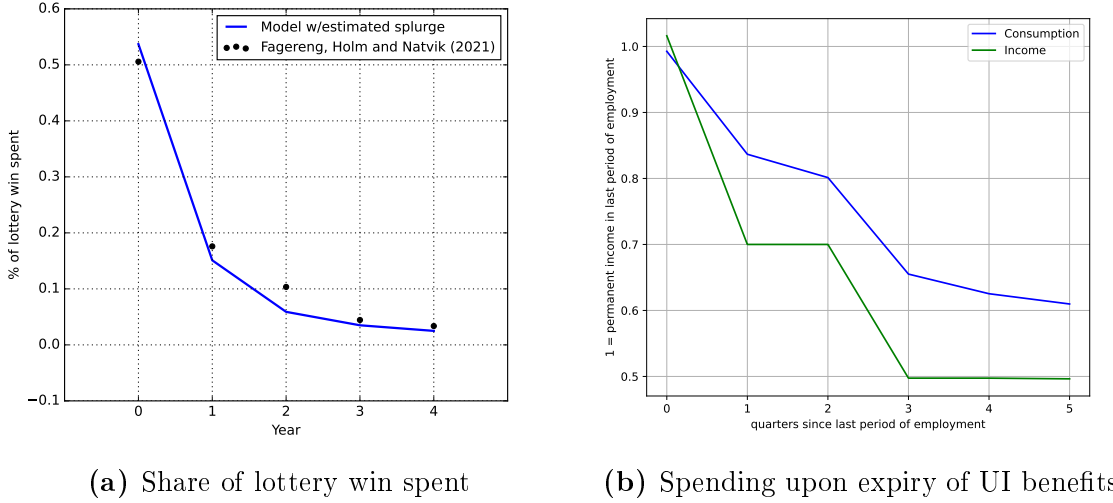 0.6
0.5
0.4
0.3
0.2
0.1
0.0
−0.1
% of lottery win spent
Model w/estimated splurge
Fagereng, Holm and Natvik (2021)
0 1 2 3 4
Year
(a) Share of lottery win spent
1.0
0.9
0.8
0.7
0.6
0.5
1 = permanent income in last period of employment
Consumption
Income
0 1 2 3 4 5
quarters since last period of employment
(b) Spending upon expiry of UI benefits